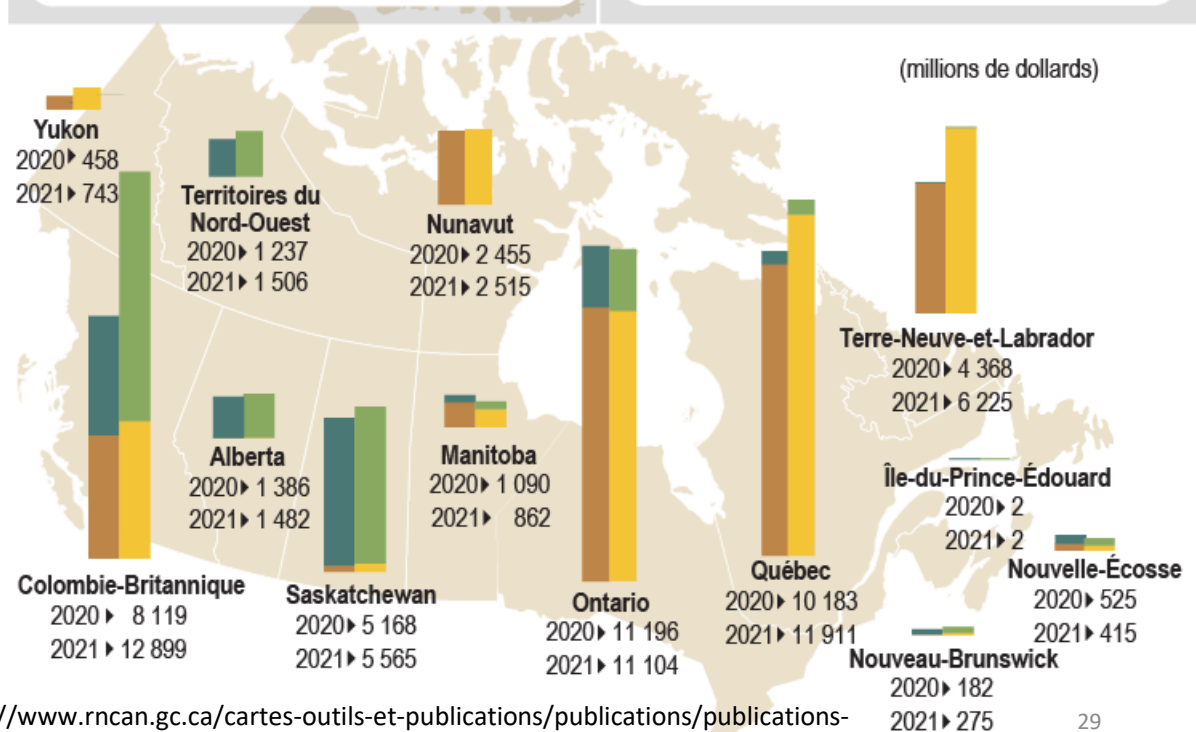 (millions de dollards)
Yukon
2020 458
2021 743
Territoires du
Nord-Ouest
2020 1 237
2021 1 506
Nunavut
2020 2 455
2021 2 515
Terre-Neuve-et-Labrador
2020 4 368
2021 6 225
Alberta
2020 1 386
2021 1 482
Manitoba
2020 1 090
2021 862
Île-du-Prince-Édouard
2020 2
2021 2
Colombie-Britannique
2020 8 119
2021 12 899
Saskatchewan
2020 5 168
2021 5 565
Ontario
2020 11 196
2021 11 104
Québec
2020 10 183
2021 11 911
Nouvelle-Écosse
2020 525
2021 415
Nouveau-Brunswick
2020 182
2021 275
//www.rncan.gc.ca/cartes-outils-et-publications/publications/publications-
29